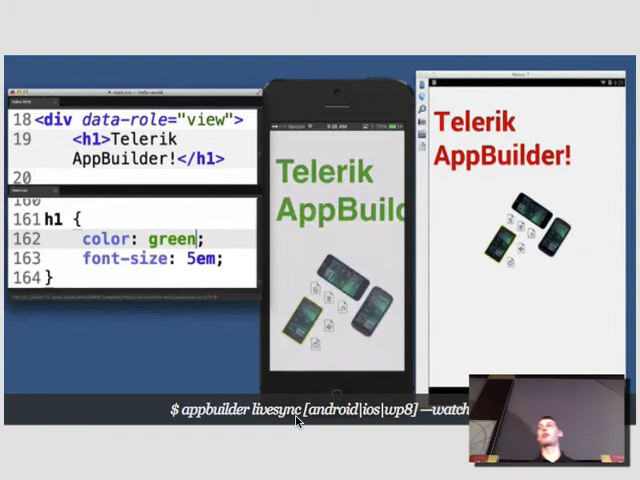 18 <div data-role="view">
19 <h1>Telerik
AppBuilder!</h1>
20
161 h1 {
162 color: green;
163 font-size: 5em;
164 }
Telerik
AppBuild
Telerik
AppBuilder!
$ appbuilder livesync [android|ios|wp8] —watch